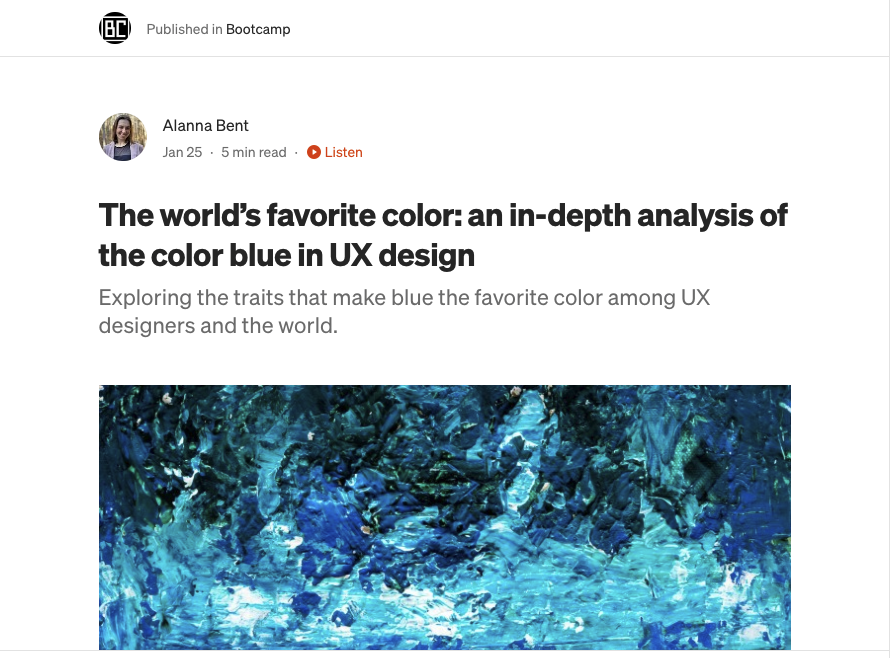 BC
Published in Bootcamp
Alanna Bent
Jan 25 · 5 min read · Listen
The world’s favorite color: an in-depth analysis of
the color blue in UX design
Exploring the traits that make blue the favorite color among UX
designers and the world.